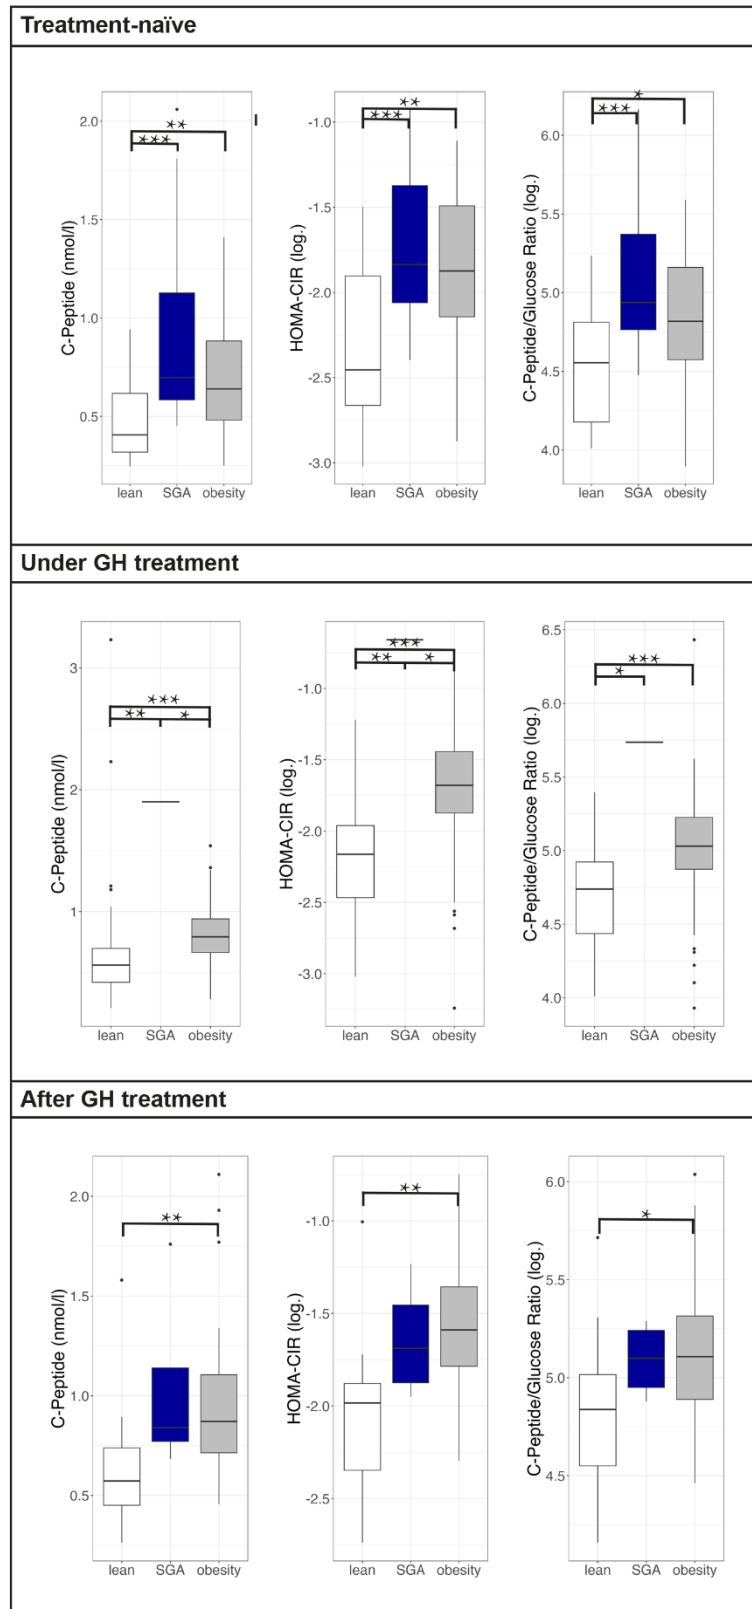 Treatment-naïve
C-Peptide (nmol/l)
2.0
1.5
1.0
0.5
**
***
lean SGA obesity
HOMA-CIR (log.)
-1.0
-1.5
-2.0
-2.5
-3.0
**
***
lean SGA obesity
C-Peptide/Glucose Ratio (log.)
6.0
5.5
5.0
4.5
4.0
*
***
lean SGA obesity
Under GH treatment
C-Peptide (nmol/l)
3
2
1
***
** *
lean SGA obesity
HOMA-CIR (log.)
-1.0
-1.5
-2.0
-2.5
-3.0
***
** *
lean SGA obesity
C-Peptide/Glucose Ratio (log.)
6.5
6.0
5.5
5.0
4.5
4.0
***
*
lean SGA obesity
After GH treatment
C-Peptide (nmol/l)
2.0
1.5
1.0
0.5
**
lean SGA obesity
HOMA-CIR (log.)
-1.0
-1.5
-2.0
-2.5
**
lean SGA obesity
C-Peptide/Glucose Ratio (log.)
6.0
5.5
5.0
4.5
*
lean SGA obesity